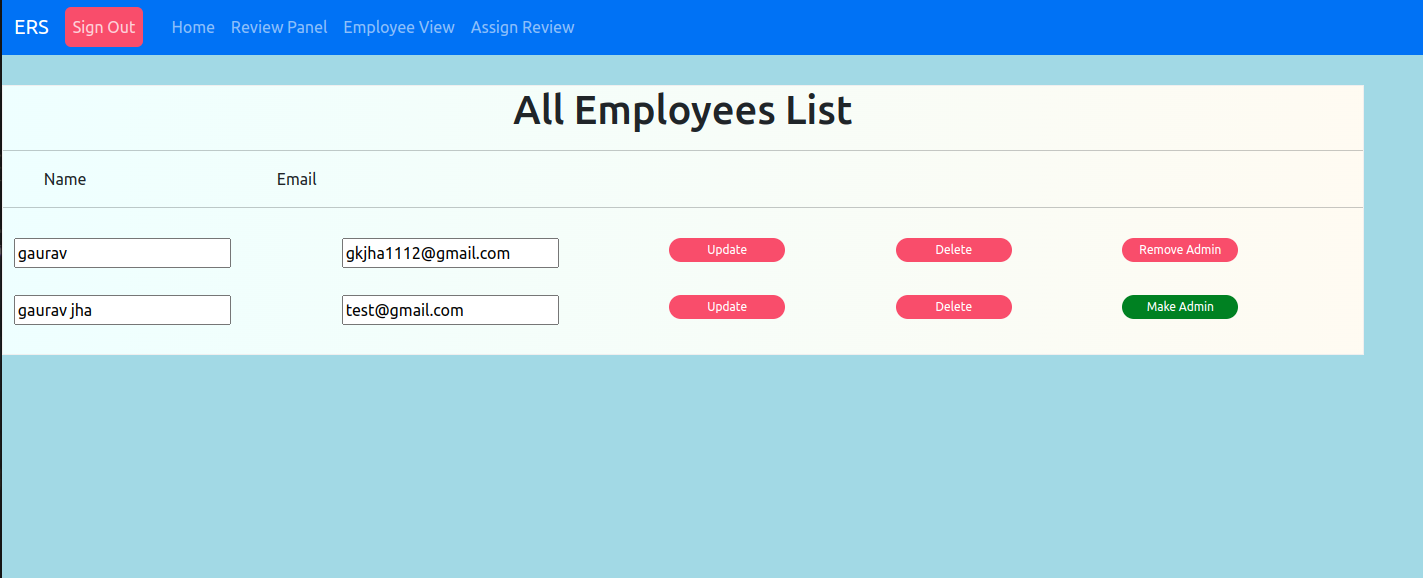 ERS Sign Out Home Review Panel Employee View Assign Review
All Employees List
Name Email
gaurav gkjha1112@gmail.com Update Delete Remove Admin
gaurav jha test@gmail.com Update Delete Make Admin